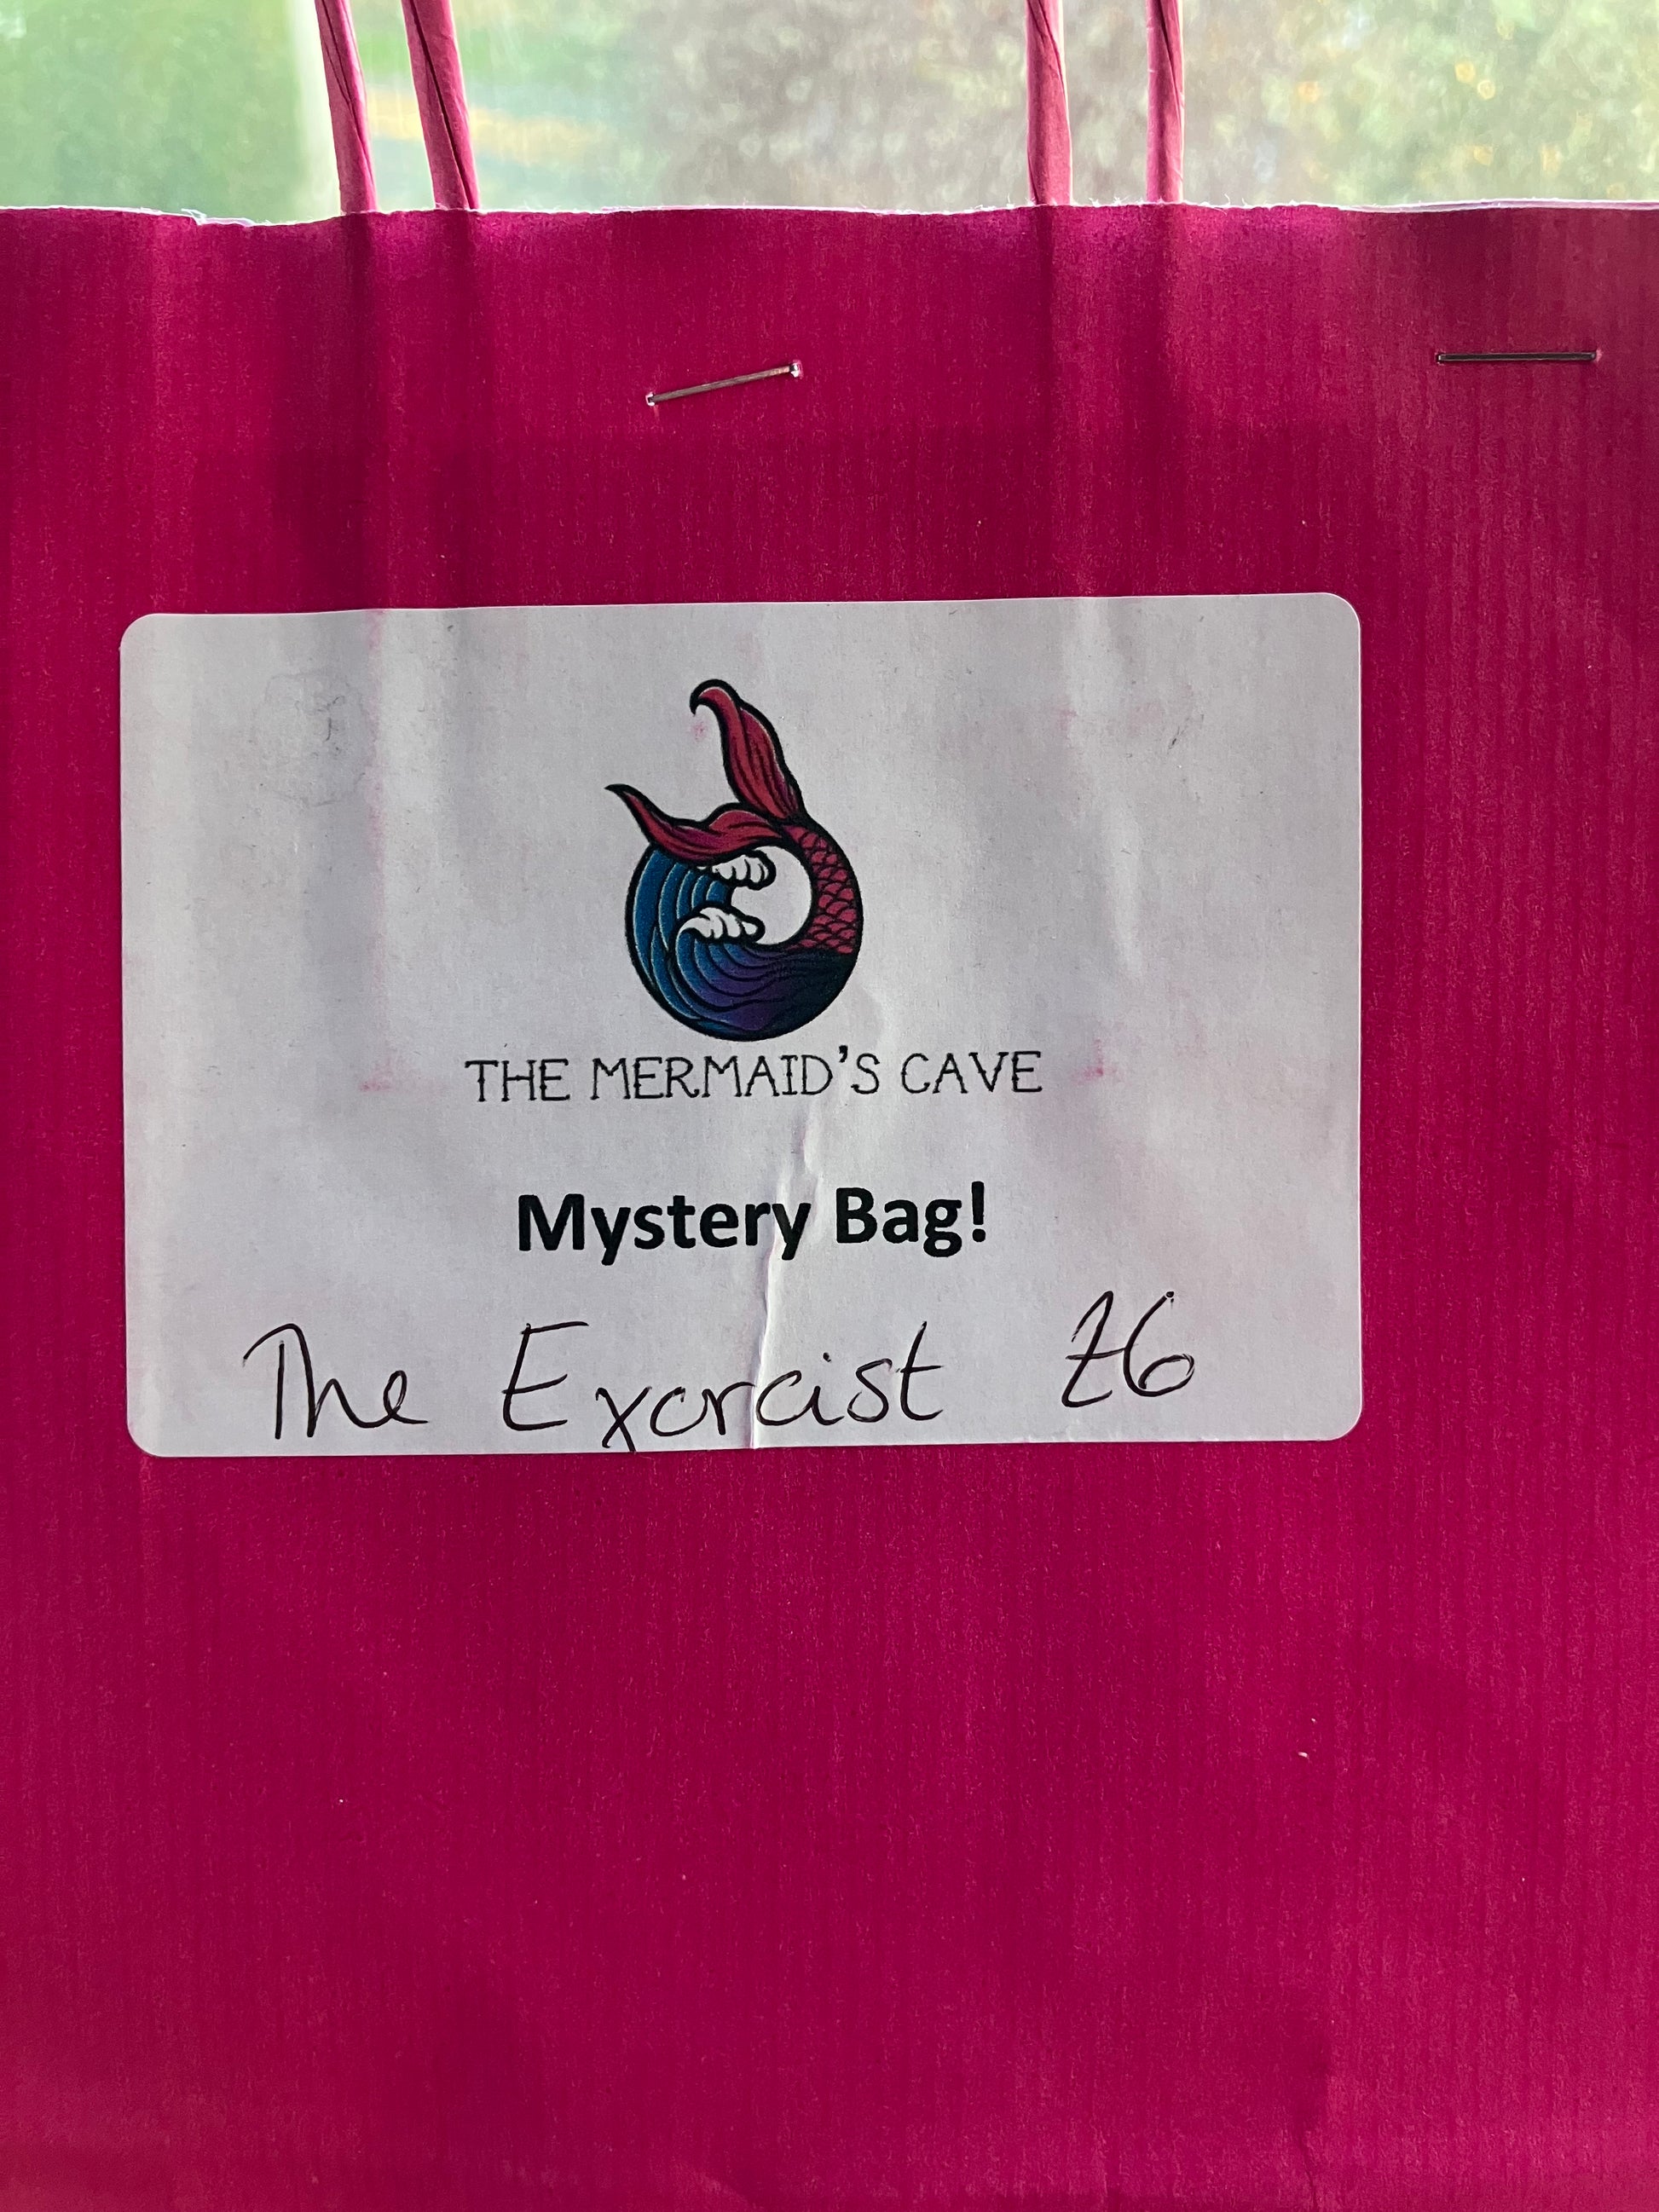 THE MERMAID'S CAVE
Mystery Bag!
The Exorcist £6